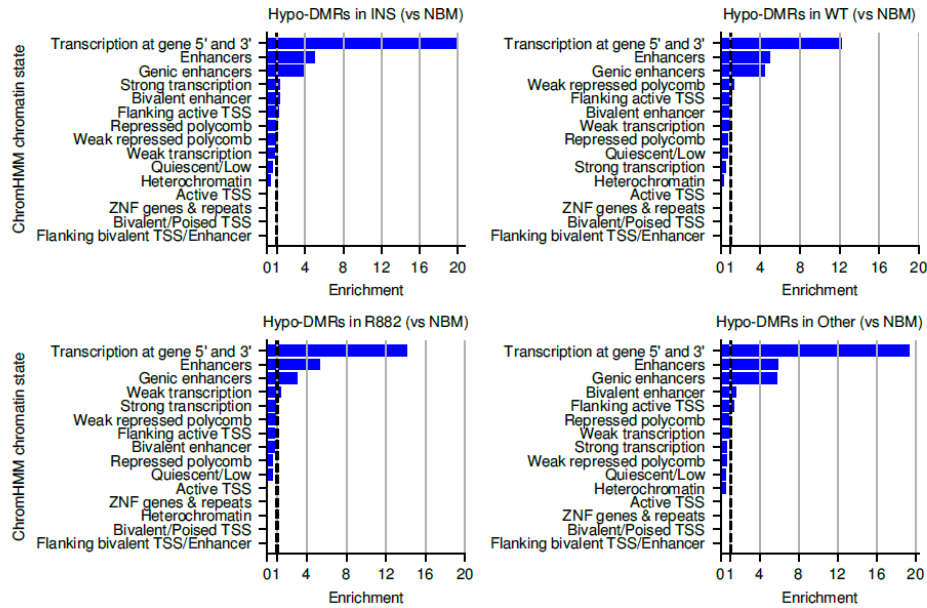 Hypo-DMRs in INS (vs NBM)
ChromHMM chromatin state
Transcription at gene 5' and 3'
Enhancers
Genic enhancers
Strong transcription
Bivalent enhancer
Flanking active TSS
Repressed polycomb
Weak repressed polycomb
Weak transcription
Quiescent/Low
Heterochromatin
Active TSS
ZNF genes & repeats
Bivalent/Poised TSS
Flanking bivalent TSS/Enhancer
0 1 4 8 12 16 20
Enrichment
Hypo-DMRs in WT (vs NBM)
Transcription at gene 5' and 3'
Enhancers
Genic enhancers
Weak repressed polycomb
Flanking active TSS
Bivalent enhancer
Weak transcription
Repressed polycomb
Quiescent/Low
Strong transcription
Heterochromatin
Active TSS
ZNF genes & repeats
Bivalent/Poised TSS
Flanking bivalent TSS/Enhancer
0 1 4 8 12 16 20
Enrichment
Hypo-DMRs in R882 (vs NBM)
ChromHMM chromatin state
Transcription at gene 5' and 3'
Enhancers
Genic enhancers
Weak transcription
Strong transcription
Weak repressed polycomb
Flanking active TSS
Bivalent enhancer
Repressed polycomb
Quiescent/Low
Active TSS
ZNF genes & repeats
Heterochromatin
Bivalent/Poised TSS
Flanking bivalent TSS/Enhancer
0 1 4 8 12 16 20
Enrichment
Hypo-DMRs in Other (vs NBM)
Transcription at gene 5' and 3'
Enhancers
Genic enhancers
Bivalent enhancer
Flanking active TSS
Repressed polycomb
Weak transcription
Strong transcription
Weak repressed polycomb
Quiescent/Low
Heterochromatin
Active TSS
ZNF genes & repeats
Bivalent/Poised TSS
Flanking bivalent TSS/Enhancer
0 1 4 8 12 16 20
Enrichment